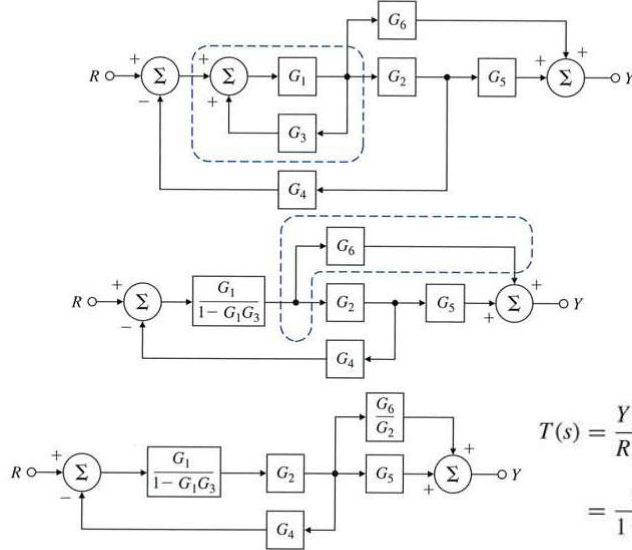 G6
+ + + +
R Σ Σ G1 G2 G5 Σ Y
− +
G3
G4
G6
+ +
R Σ G1 / 1 − G1G3 G2 G5 Σ Y
− +
G4
G6 / G2
+ +
R Σ G1 / 1 − G1G3 G2 G5 Σ Y
− +
G4
T(s) = Y / R
= / 1